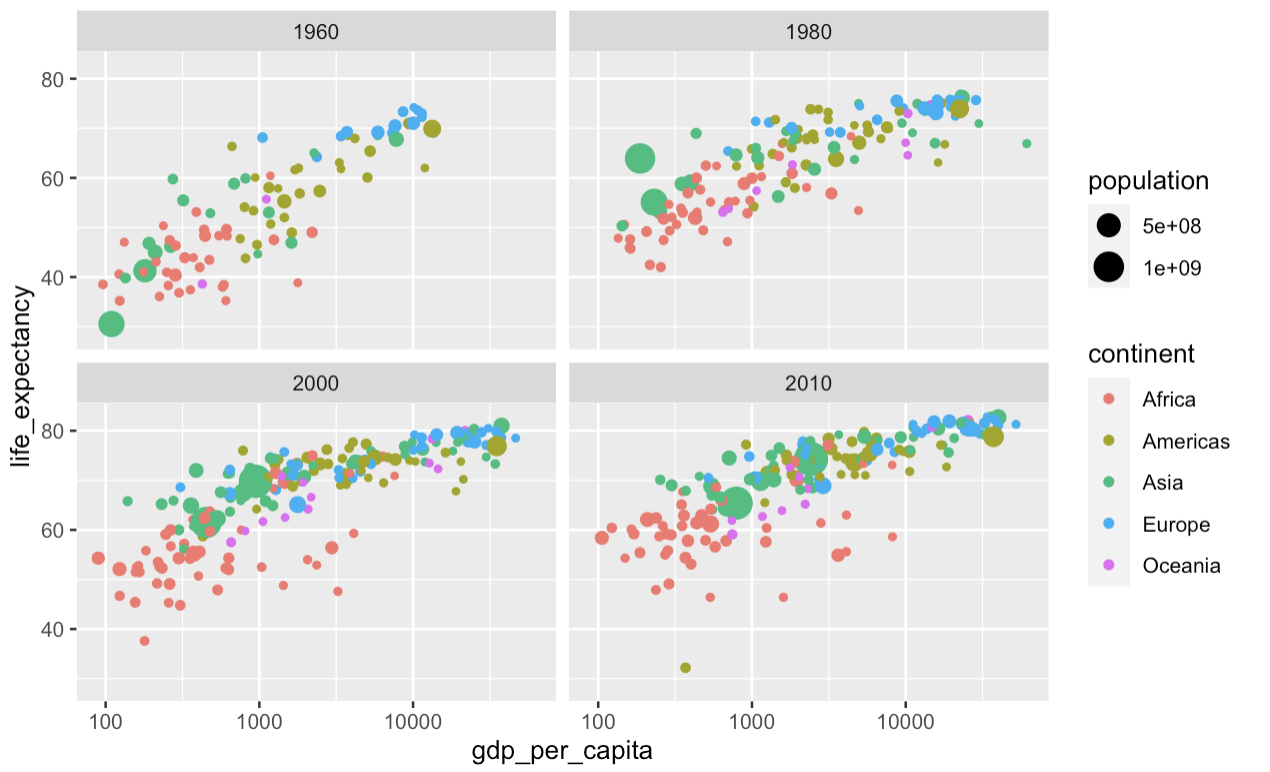 1960
1980
80
60
40
life_expectancy
2000
2010
80
60
40
100
1000
10000
100
1000
10000
gdp_per_capita
population
5e+08
1e+09
continent
Africa
Americas
Asia
Europe
Oceania